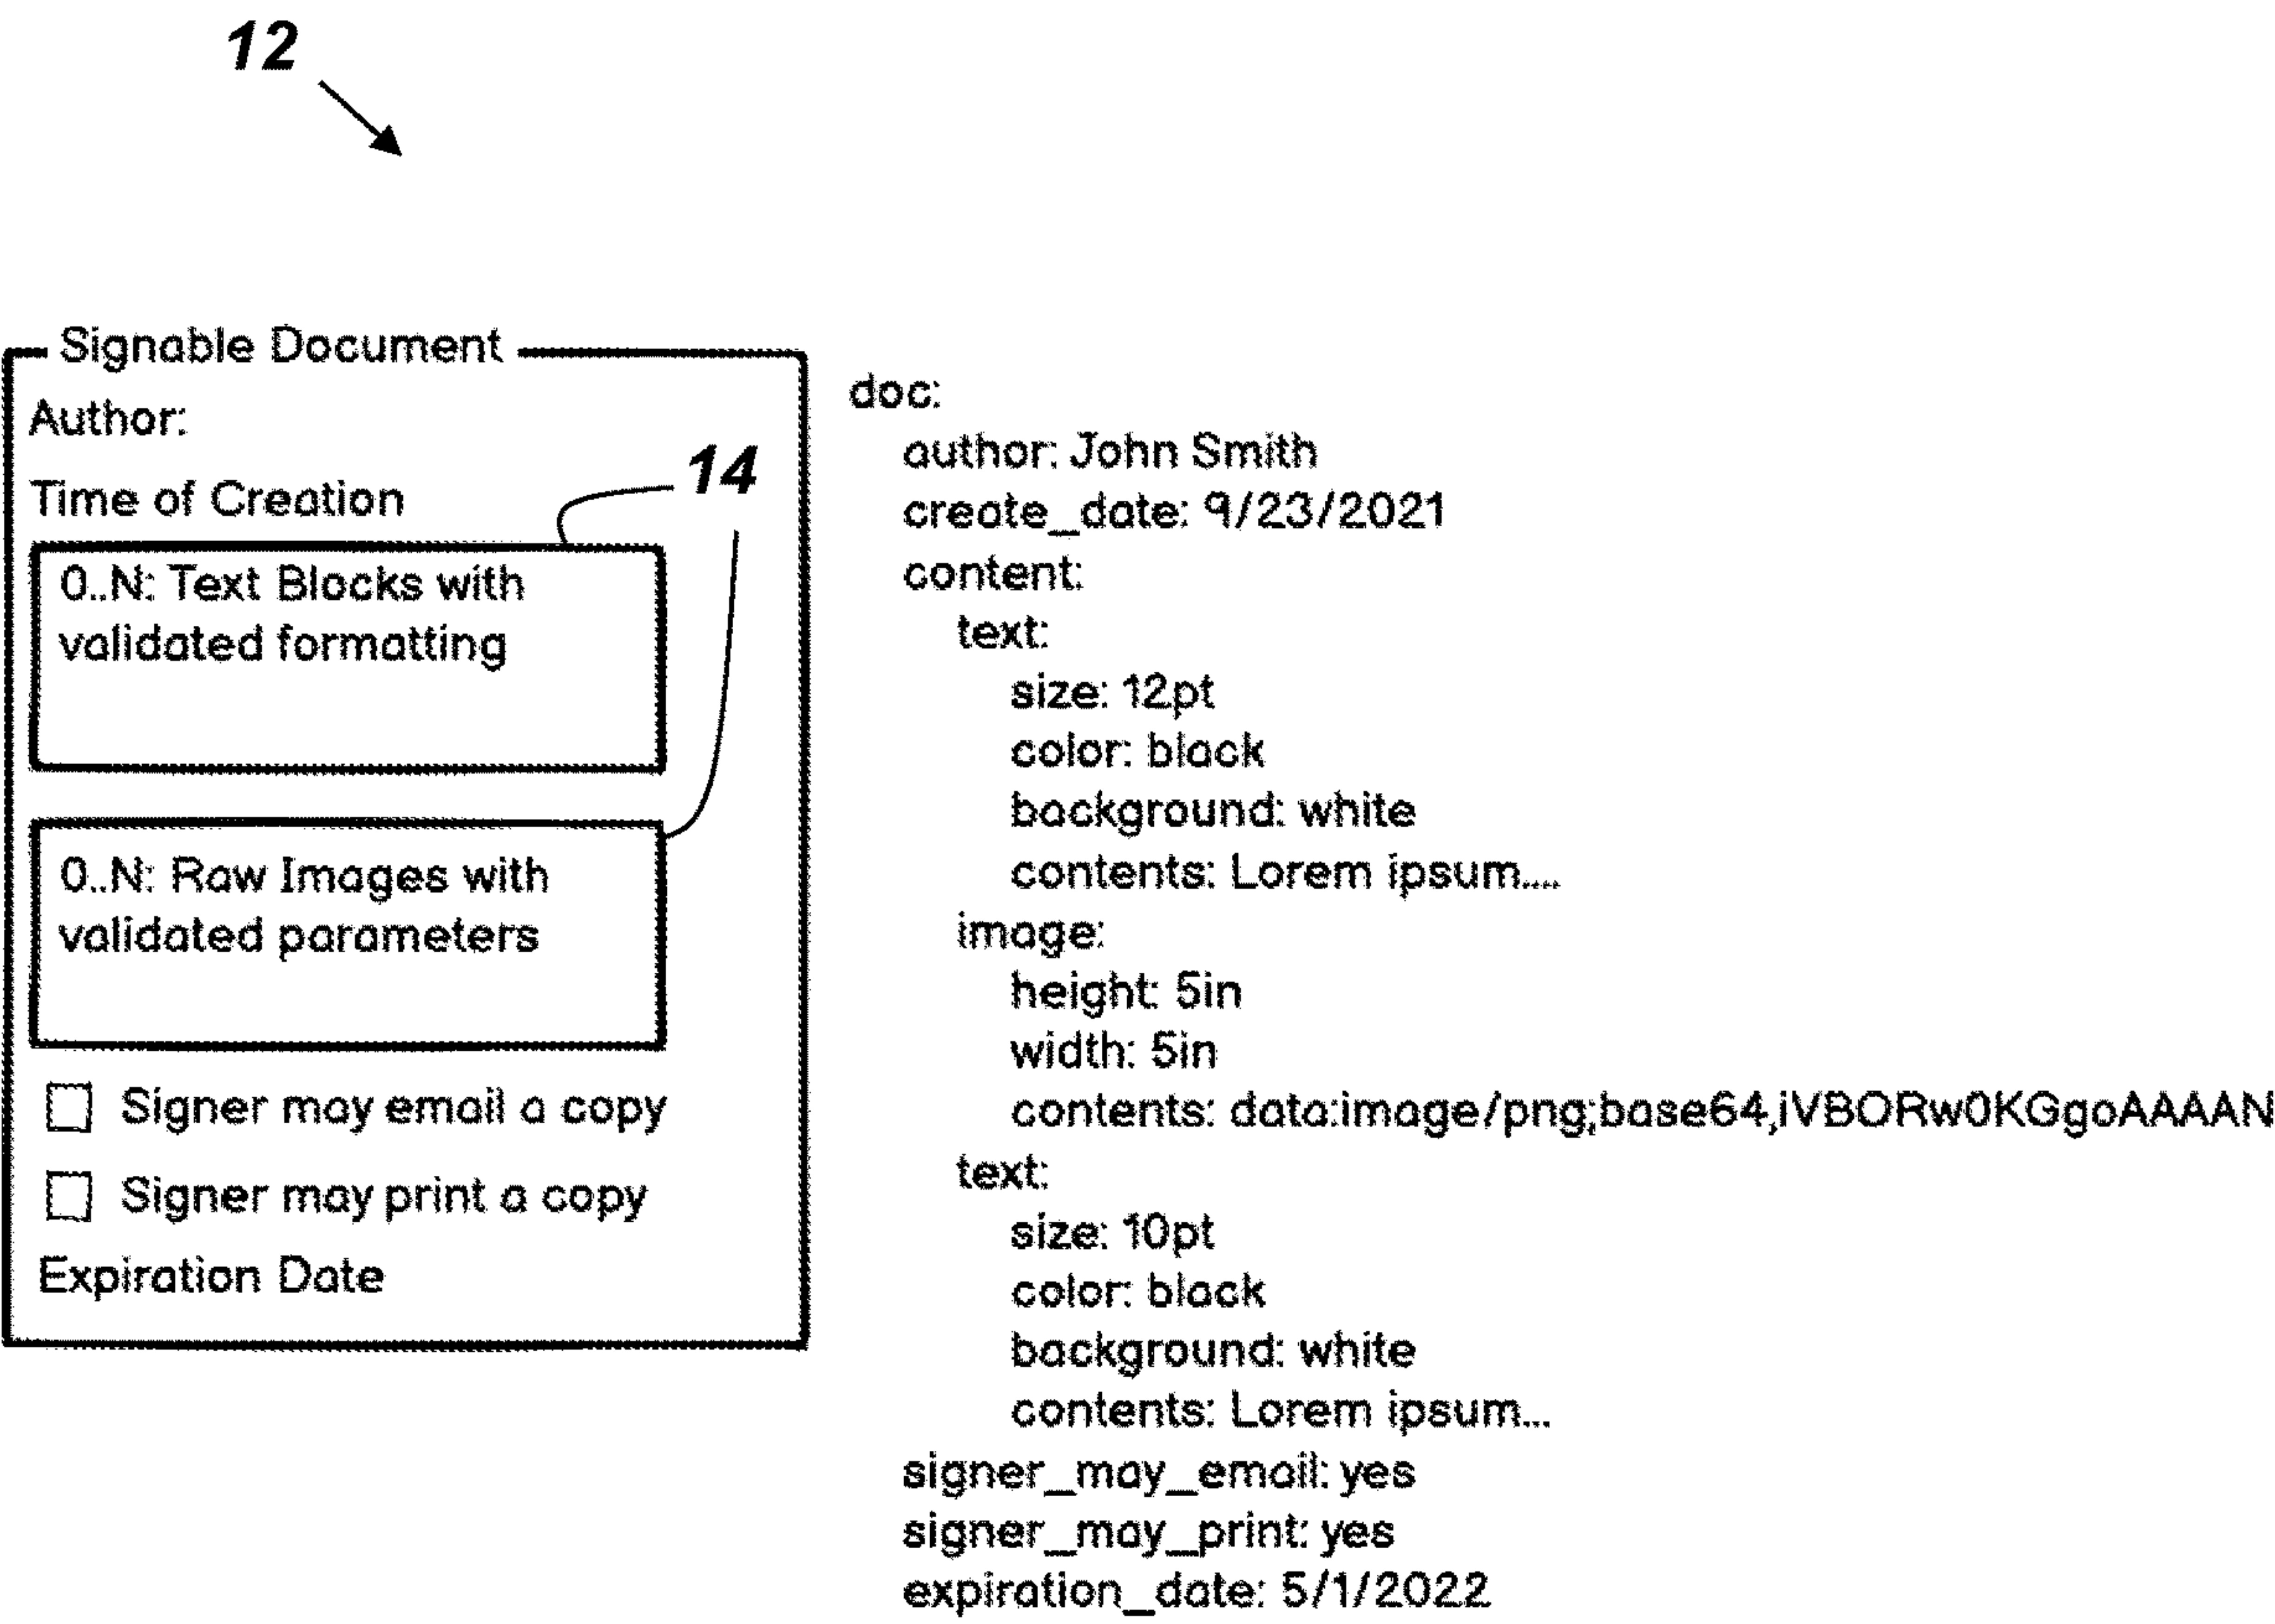 12
Signable Document
Author:
14
Time of Creation
0..N: Text Blocks with
validated formatting
0..N: Raw Images with
validated parameters
Signer may email a copy
Signer may print a copy
Expiration Date
doc:
author: John Smith
create_date: 9/23/2021
content:
text:
size: 12pt
color: black
background: white
contents: Lorem ipsum....
image:
height: 5in
width: 5in
contents: data:image/png;base64,iVBORw0KGgoAAAAN
text:
size: 10pt
color: black
background: white
contents: Lorem ipsum...
signer_may_email: yes
signer_may_print: yes
expiration_date: 5/1/2022